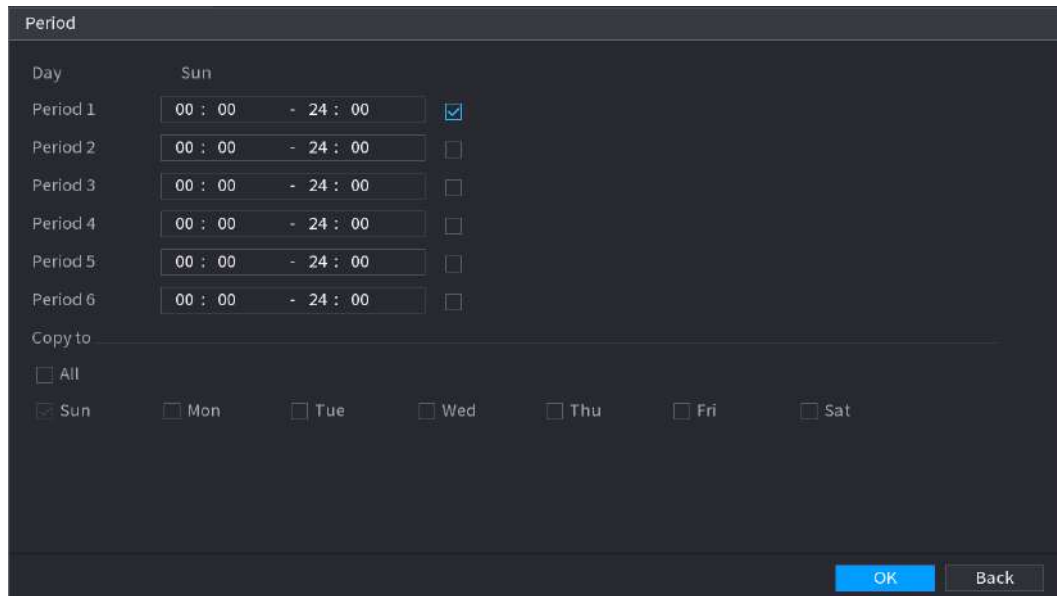 Period
Day Sun
Period 1 00 : 00 - 24 : 00
Period 2 00 : 00 - 24 : 00
Period 3 00 : 00 - 24 : 00
Period 4 00 : 00 - 24 : 00
Period 5 00 : 00 - 24 : 00
Period 6 00 : 00 - 24 : 00
Copy to
All
Sun Mon Tue Wed Thu Fri Sat
OK Back